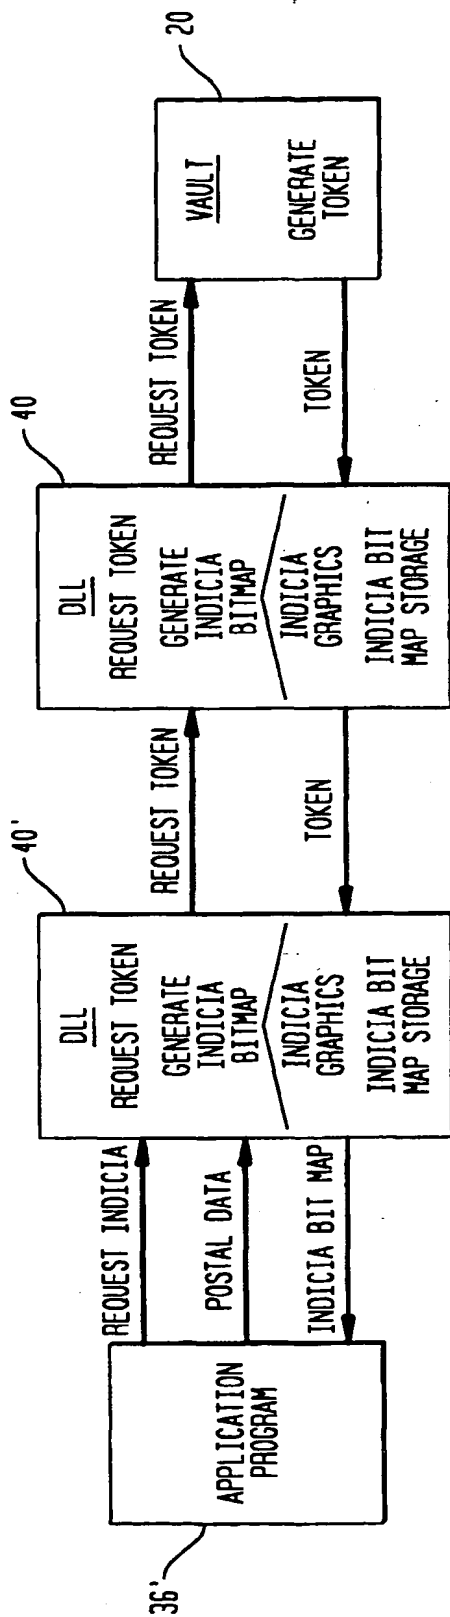 36'
APPLICATION
PROGRAM
REQUEST INDICIA
POSTAL DATA
INDICIA BIT MAP
40'
DLL
REQUEST TOKEN
GENERATE
INDICIA
BITMAP
INDICIA
GRAPHICS
INDICIA BIT
MAP STORAGE
REQUEST TOKEN
TOKEN
40
DLL
REQUEST TOKEN
GENERATE
INDICIA
BITMAP
INDICIA
GRAPHICS
INDICIA BIT
MAP STORAGE
REQUEST TOKEN
TOKEN
20
VAULT
GENERATE
TOKEN